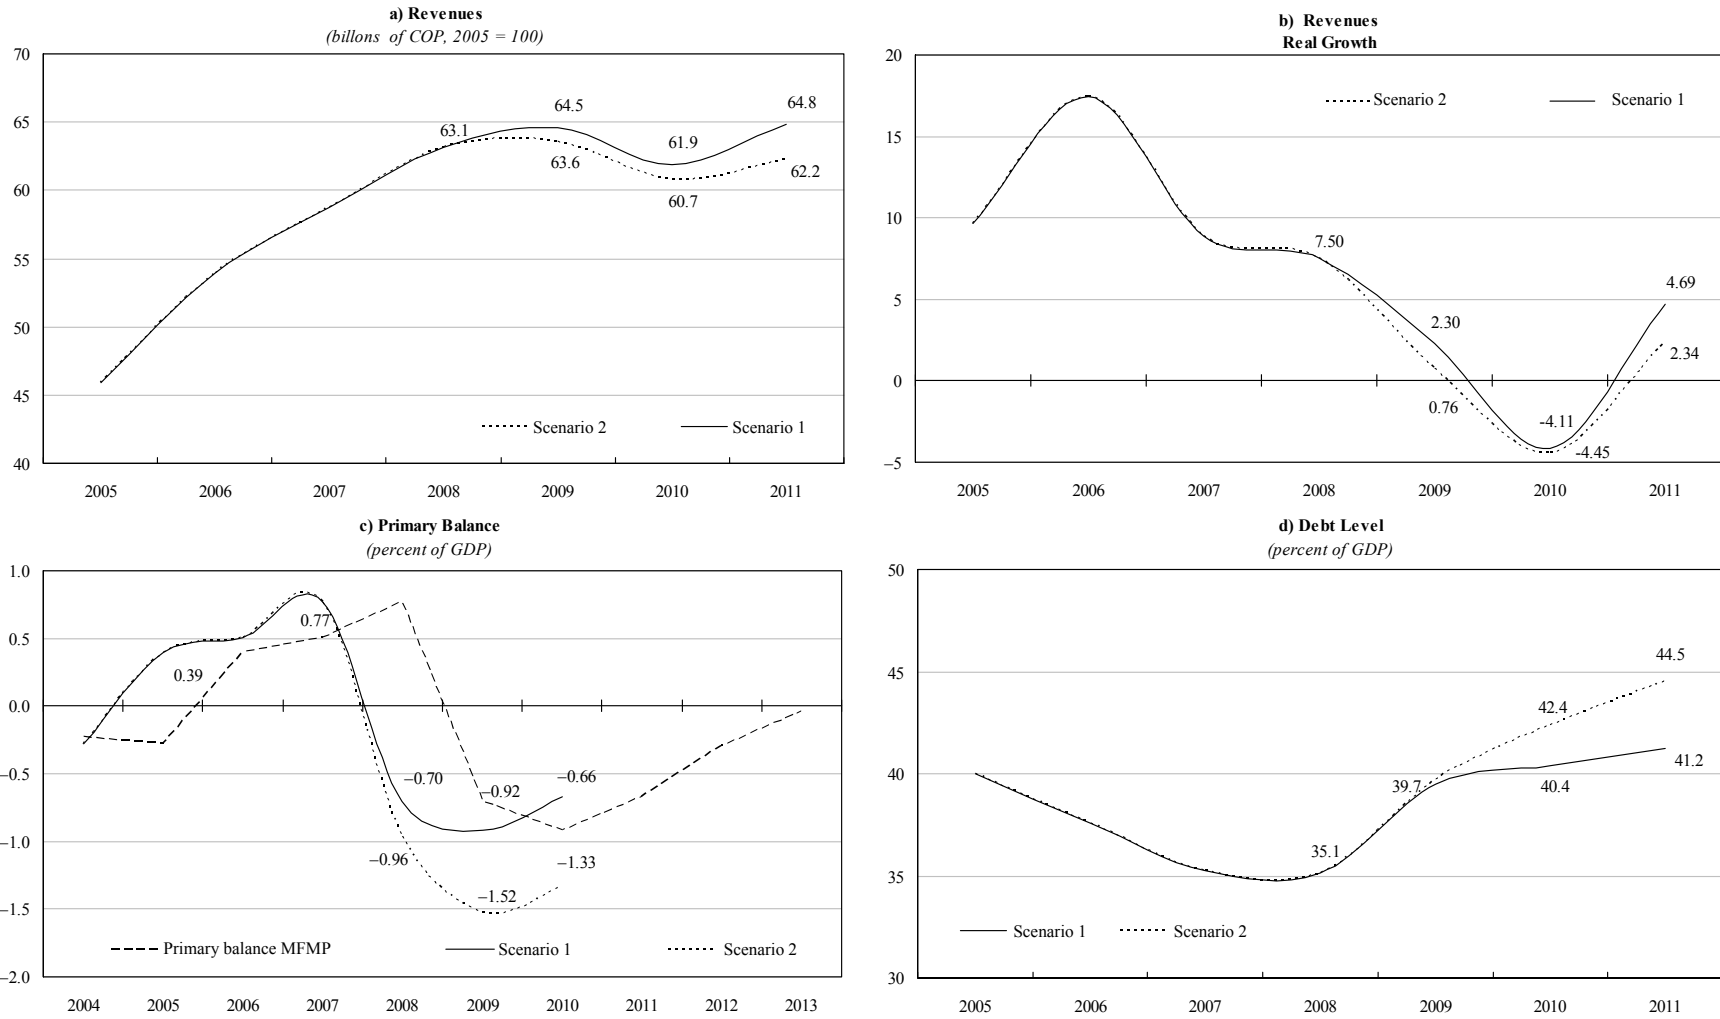 a) Revenues
(billons of COP, 2005 = 100)
70
65
60
55
50
45
40
63.1
64.5
61.9
64.8
63.6
60.7
62.2
Scenario 2
Scenario 1
2005 2006 2007 2008 2009 2010 2011
b) Revenues
Real Growth
20
15
10
5
0
–5
Scenario 2
Scenario 1
7.50
2.30
0.76
-4.11
-4.45
4.69
2.34
2005 2006 2007 2008 2009 2010 2011
c) Primary Balance
(percent of GDP)
1.0
0.5
0.0
–0.5
–1.0
–1.5
–2.0
0.39
0.77
–0.70
–0.92
–0.66
–0.96
–1.52
–1.33
Primary balance MFMP
Scenario 1
Scenario 2
2004 2005 2006 2007 2008 2009 2010 2011 2012 2013
d) Debt Level
(percent of GDP)
50
45
40
35
30
35.1
39.7
42.4
44.5
40.4
41.2
Scenario 1
Scenario 2
2005 2006 2007 2008 2009 2010 2011